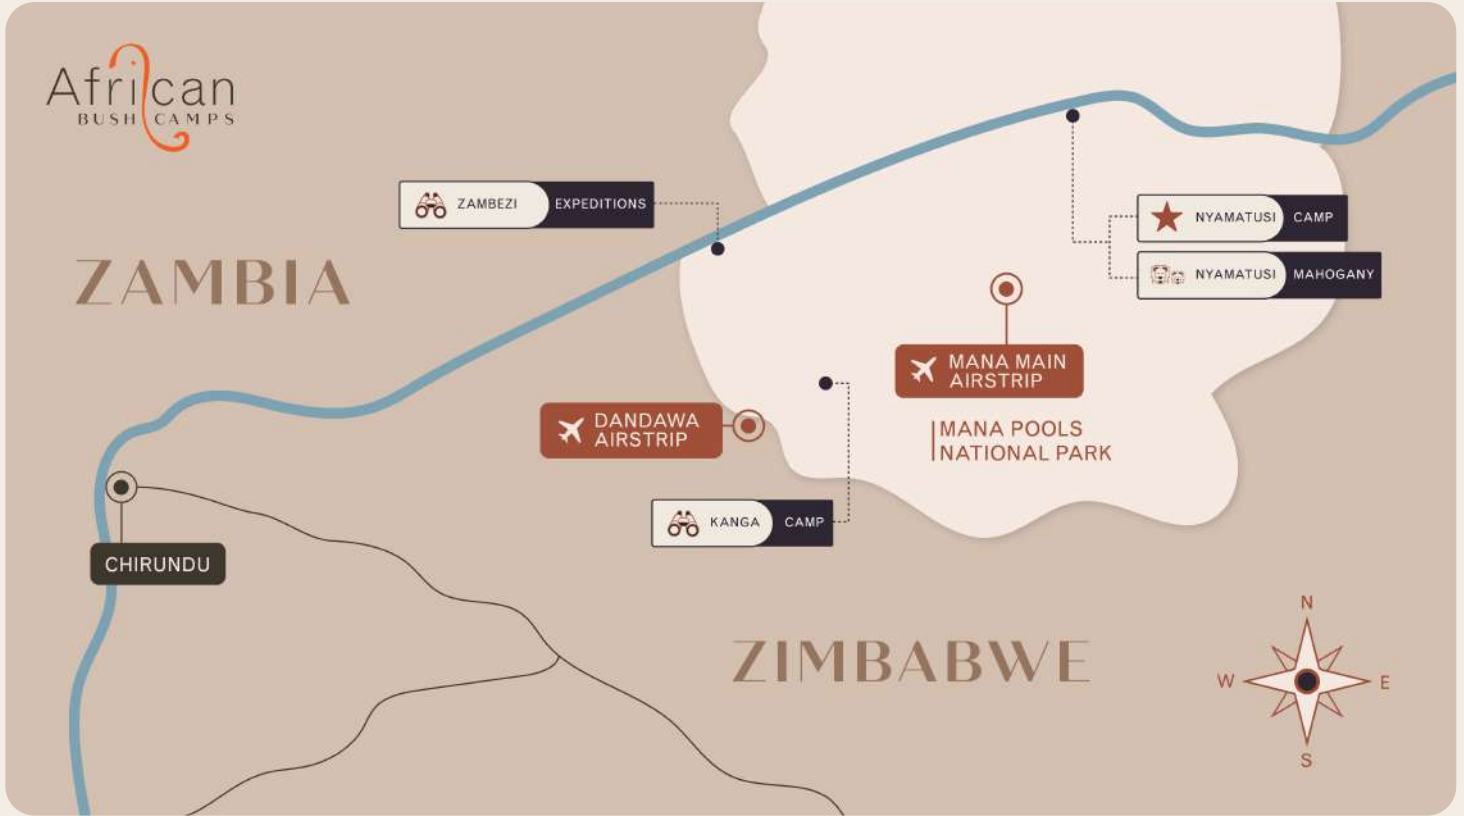 African
BUSH CAMPS
ZAMBEZI EXPEDITIONS
NYAMATUSI CAMP
NYAMATUSI MAHOGANY
ZAMBIA
MANA MAIN
AIRSTRIP
DANDAWA
AIRSTRIP
MANA POOLS
NATIONAL PARK
KANGA CAMP
CHIRUNDU
ZIMBABWE
N
W
E
S